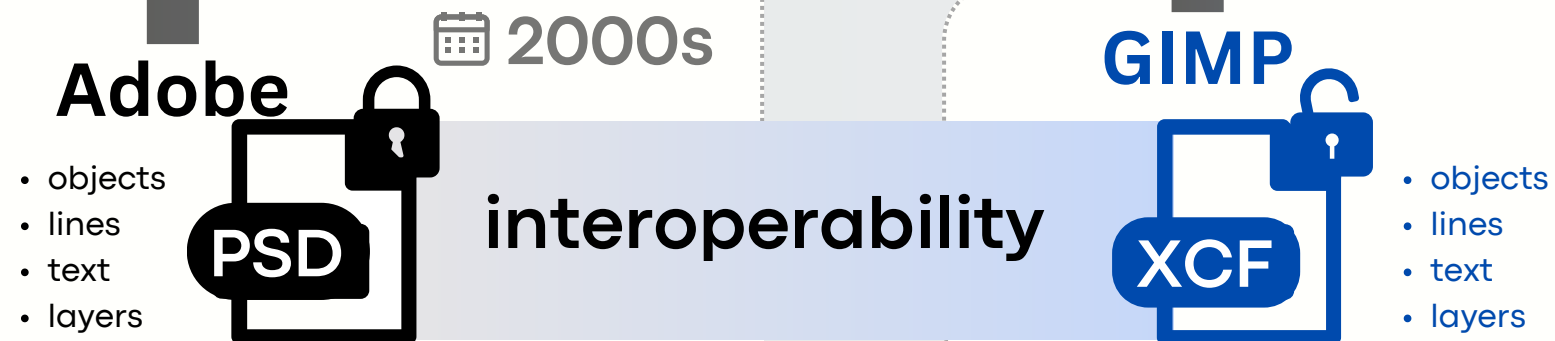 2000s
Adobe
GIMP
• objects
• lines
• text
• layers
PSD
interoperability
XCF
• objects
• lines
• text
• layers